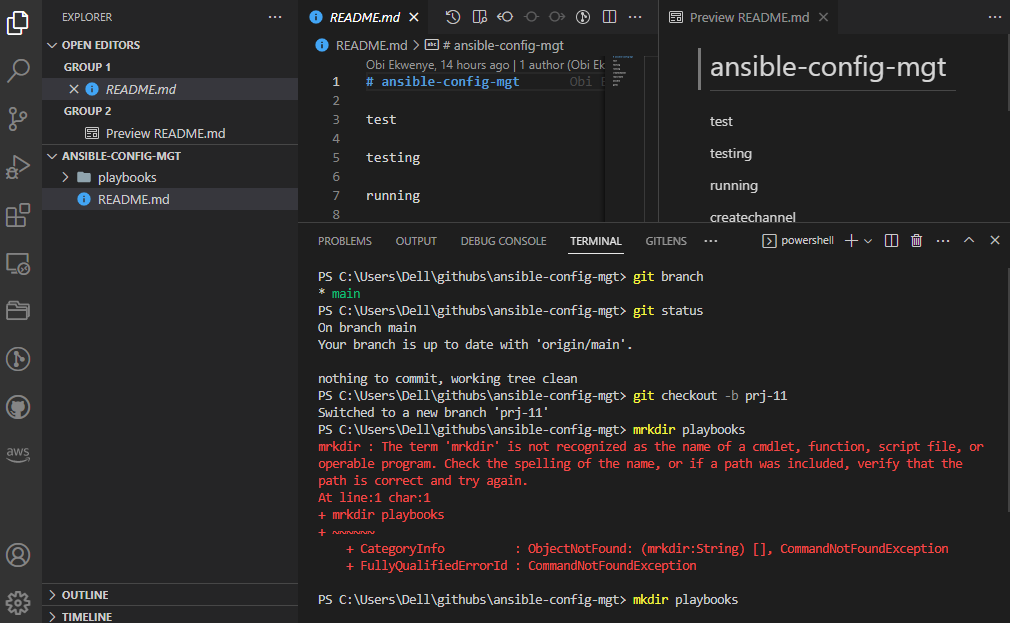 EXPLORER
OPEN EDITORS
GROUP 1
README.md
GROUP 2
Preview README.md
ANSIBLE-CONFIG-MGT
playbooks
README.md
OUTLINE
TIMELINE
aws
README.md
README.md > # ansible-config-mgt
Obi Ekwenye, 14 hours ago | 1 author (Obi Ek
1 # ansible-config-mgt Obi
2
3 test
4
5 testing
6
7 running
8
Preview README.md
ansible-config-mgt
test
testing
running
createchannel
PROBLEMS OUTPUT DEBUG CONSOLE TERMINAL GITLENS powershell
PS C:\Users\Dell\githubs\ansible-config-mgt> git branch
* main
PS C:\Users\Dell\githubs\ansible-config-mgt> git status
On branch main
Your branch is up to date with 'origin/main'.
nothing to commit, working tree clean
PS C:\Users\Dell\githubs\ansible-config-mgt> git checkout -b prj-11
Switched to a new branch 'prj-11'
PS C:\Users\Dell\githubs\ansible-config-mgt> mrkdir playbooks
mrkdir : The term 'mrkdir' is not recognized as the name of a cmdlet, function, script file, or
operable program. Check the spelling of the name, or if a path was included, verify that the
path is correct and try again.
At line:1 char:1
+ mrkdir playbooks
+ ~~~~~~
+ CategoryInfo : ObjectNotFound: (mrkdir:String) [], CommandNotFoundException
+ FullyQualifiedErrorId : CommandNotFoundException
PS C:\Users\Dell\githubs\ansible-config-mgt> mkdir playbooks